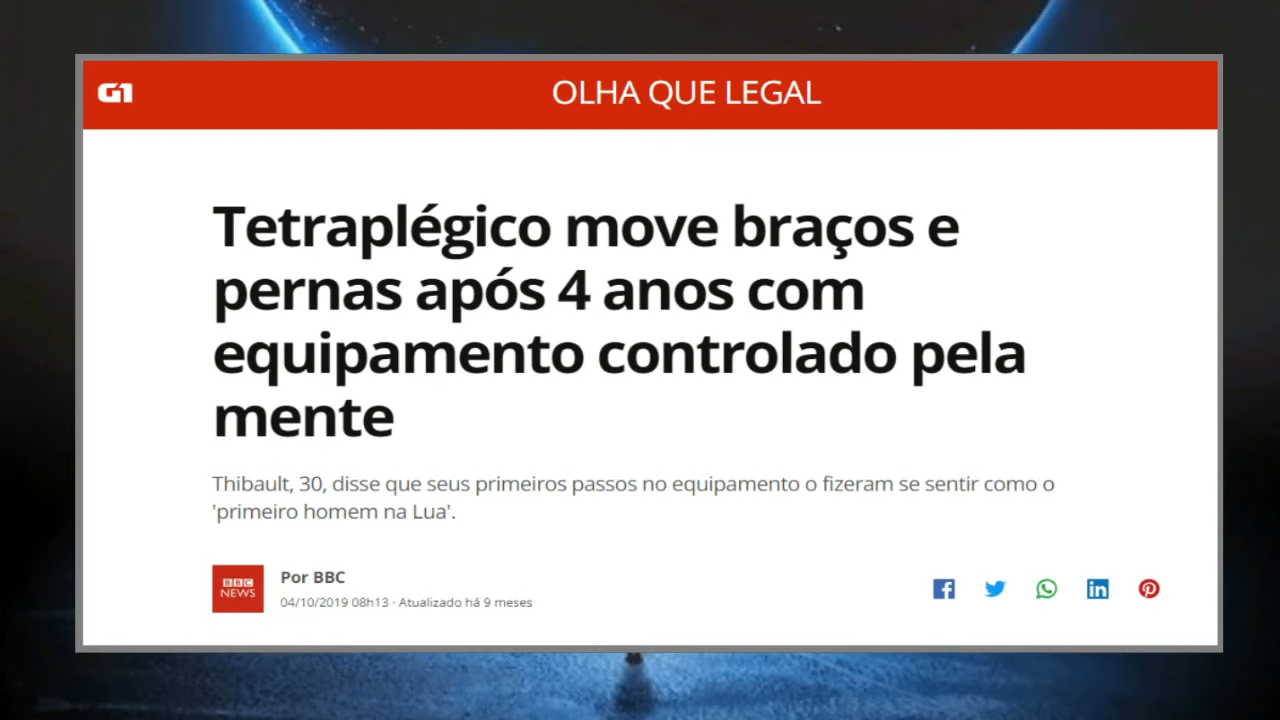 G1
OLHA QUE LEGAL
Tetraplégico move braços e
pernas após 4 anos com
equipamento controlado pela
mente
Thibault, 30, disse que seus primeiros passos no equipamento o fizeram se sentir como o
'primeiro homem na Lua'.
BBC
NEWS
Por BBC
04/10/2019 08h13 · Atualizado há 9 meses